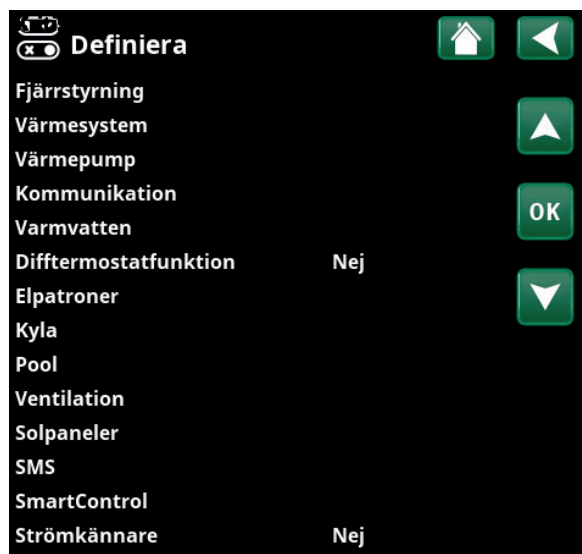 Definiera
Fjärrstyrning
Värmesystem
Värmepump
Kommunikation
OK
Varmvatten
Difftermostatfunktion Nej
Elpatroner
Kyla
Pool
Ventilation
Solpaneler
SMS
SmartControl
Strömkännare Nej